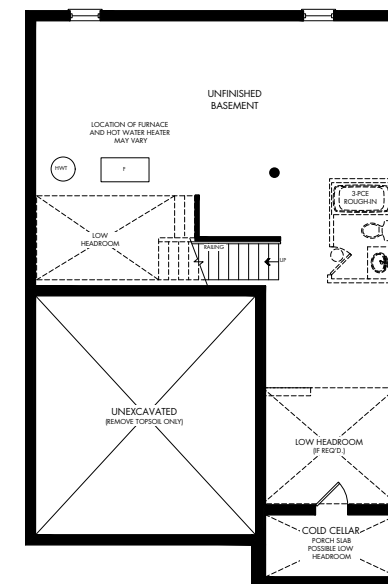 UNFINISHED
BASEMENT
LOCATION OF FURNACE
AND HOT WATER HEATER
MAY VARY
HWT
F
3-PCE
ROUGH-IN
LOW
HEADROOM
RAILING
UP
UNEXCAVATED
(REMOVE TOPSOIL ONLY)
LOW HEADROOM
(IF REQ'D.)
COLD CELLAR
PORCH SLAB
POSSIBLE LOW
HEADROOM